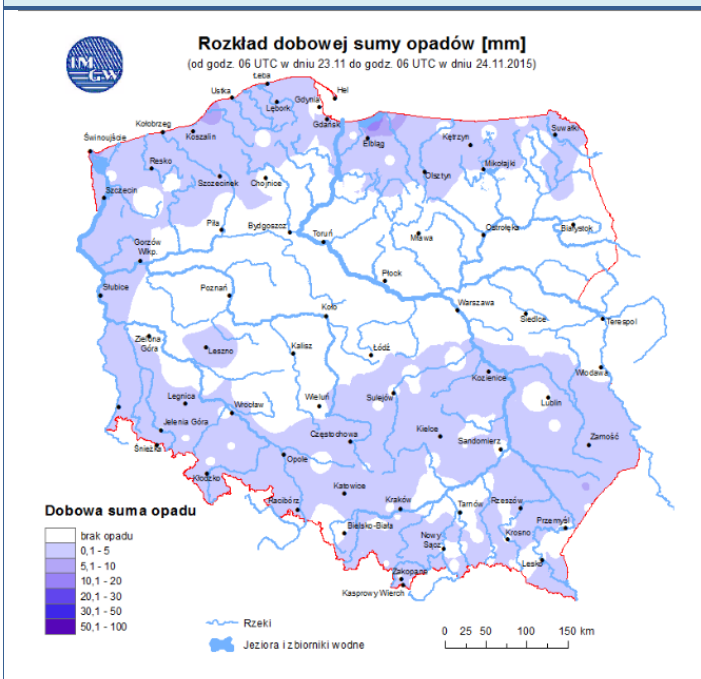 Rozkład dobowej sumy opadów [mm]
(od godz. 06 UTC w dniu 23.11 do godz. 06 UTC w dniu 24.11.2015)
IM
GW
Łeba
Ustka
Hel
Lębork
Gdynia
Gdańsk
Kołobrzeg
Koszalin
Świnoujście
Elbląg
Kętrzyn
Suwałki
Resko
Szczecinek
Chojnice
Olsztyn
Mikołajki
Szczecin
Piła
Bydgoszcz
Toruń
Mława
Ostrołęka
Białystok
Gorzów
Wlkp.
Płock
Słubice
Poznań
Koło
Warszawa
Siedlce
Terespol
Zielona
Góra
Leszno
Kalisz
Łódź
Kozienice
Włodawa
Legnica
Wrocław
Wieluń
Sulejów
Lublin
Jelenia Góra
Częstochowa
Kielce
Sandomierz
Zamość
Śnieżka
Opole
Kłodzko
Katowice
Racibórz
Kraków
Tarnów
Rzeszów
Przemyśl
Bielsko-Biała
Nowy
Sącz
Krosno
Lesko
Zakopane
Kasprowy Wierch
Dobowa suma opadu
brak opadu
0,1 - 5
5,1 - 10
10,1 - 20
20,1 - 30
30,1 - 50
50,1 - 100
Rzeki
Jeziora i zbiorniki wodne
0 25 50 100 150 km